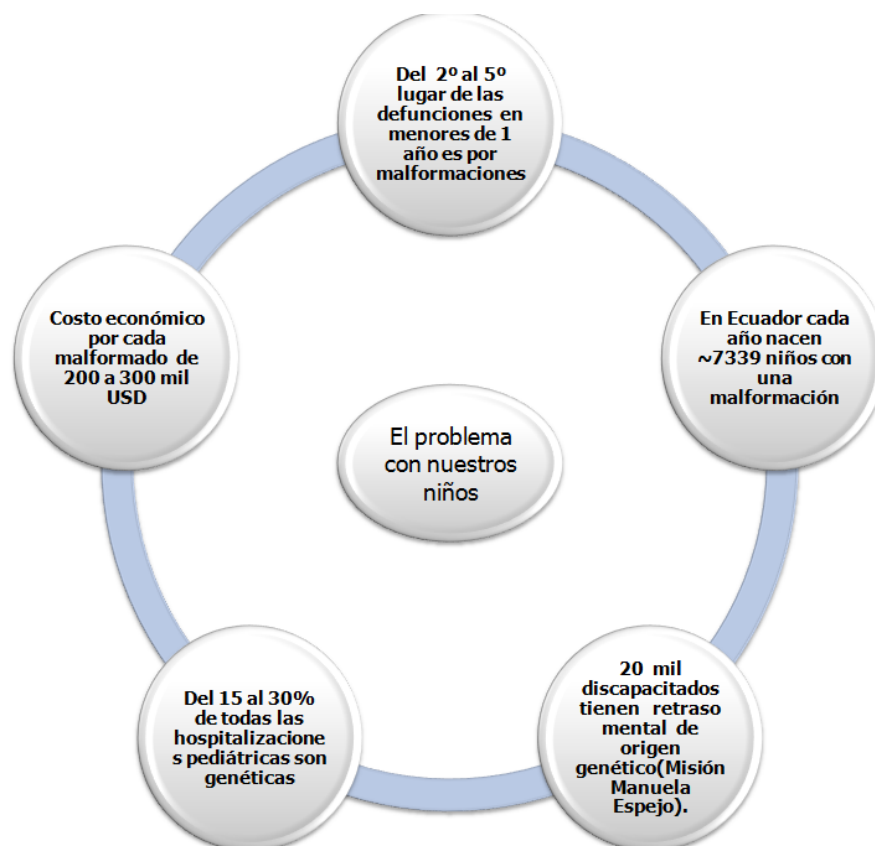 Del 2º al 5º
lugar de las
defunciones en
menores de 1
año es por
malformaciones
En Ecuador cada
año nacen
~7339 niños con
una
malformación
20 mil
discapacitados
tienen retraso
mental de
origen
genético(Misión
Manuela
Espejo).
Del 15 al 30%
de todas las
hospitalizacione
s pediátricas son
genéticas
Costo económico
por cada
malformado de
200 a 300 mil
USD
El problema
con nuestros
niños